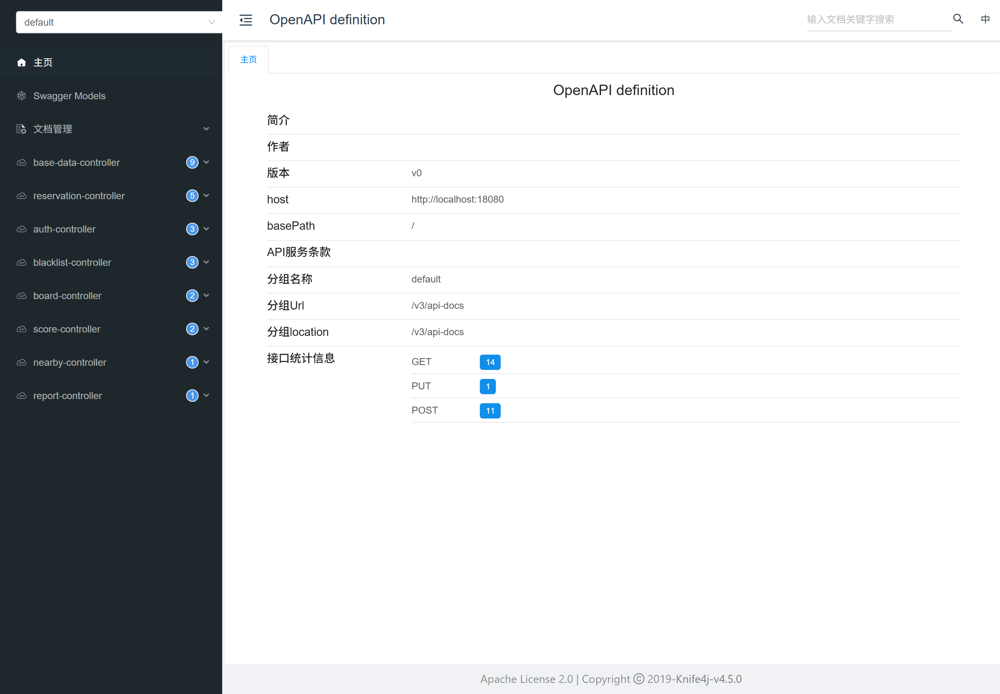 default
主页
Swagger Models
文档管理
base-data-controller 9
reservation-controller 5
auth-controller 3
blacklist-controller 3
board-controller 2
score-controller 2
nearby-controller 1
report-controller 1
OpenAPI definition
输入文档关键字搜索
中
主页
OpenAPI definition
简介
作者
版本 v0
host http://localhost:18080
basePath /
API服务条款
分组名称 default
分组Url /v3/api-docs
分组location /v3/api-docs
接口统计信息
GET 14
PUT 1
POST 11
Apache License 2.0 | Copyright © 2019-Knife4j-v4.5.0